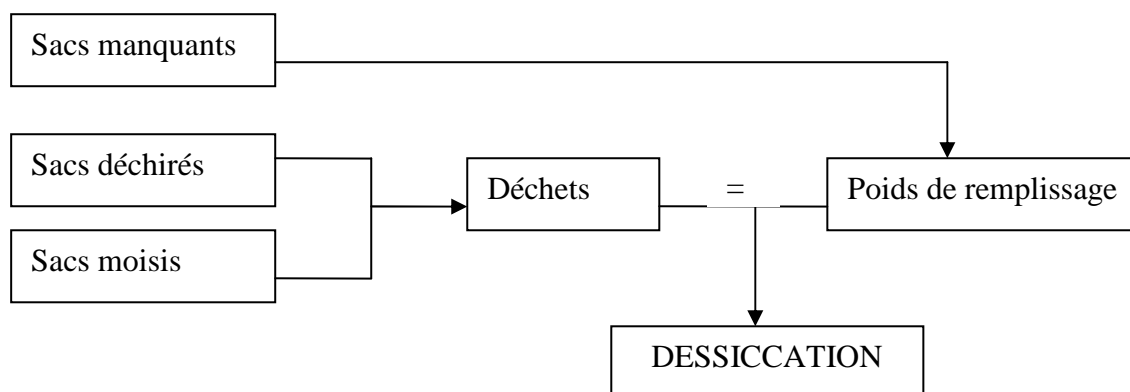 Sacs manquants
Sacs déchirés
Déchets
=
Poids de remplissage
Sacs moisis
DESSICCATION